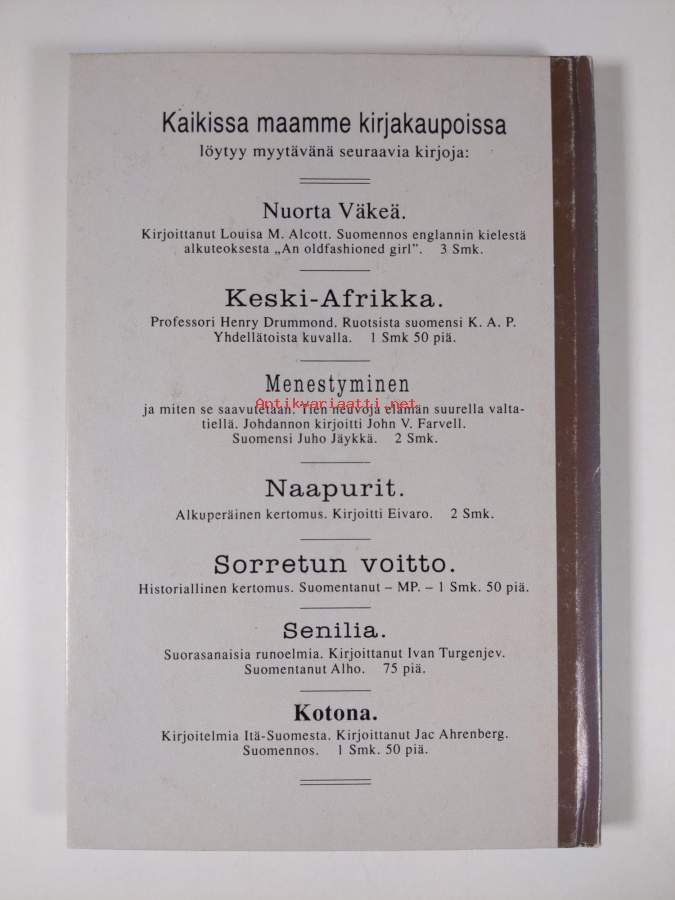 Kaikissa maamme kirjakaupoissa
löytyy myytävänä seuraavia kirjoja:
Nuorta Väkeä.
Kirjoittanut Louisa M. Alcott. Suomennos englannin kielestä
alkuteoksesta „An oldfashioned girl”. 3 Smk.
Keski-Afrikka.
Professori Henry Drummond. Ruotsista suomensi K. A. P.
Yhdellätoista kuvalla. 1 Smk 50 piä.
Menestyminen
Antikvariaatti.net
ja miten se saavutetaan. Tien neuvoja elämän suurella valta-
tiellä. Johdannon kirjoitti John V. Farvell.
Suomensi Juho Jäykkä. 2 Smk.
Naapurit.
Alkuperäinen kertomus. Kirjoitti Eivaro. 2 Smk.
Sorretun voitto.
Historiallinen kertomus. Suomentanut – MP. – 1 Smk. 50 piä.
Senilia.
Suorasanaisia runoelmia. Kirjoittanut Ivan Turgenjev.
Suomentanut Alho. 75 piä.
Kotona.
Kirjoitelmia Itä-Suomesta. Kirjoittanut Jac Ahrenberg.
Suomennos. 1 Smk. 50 piä.